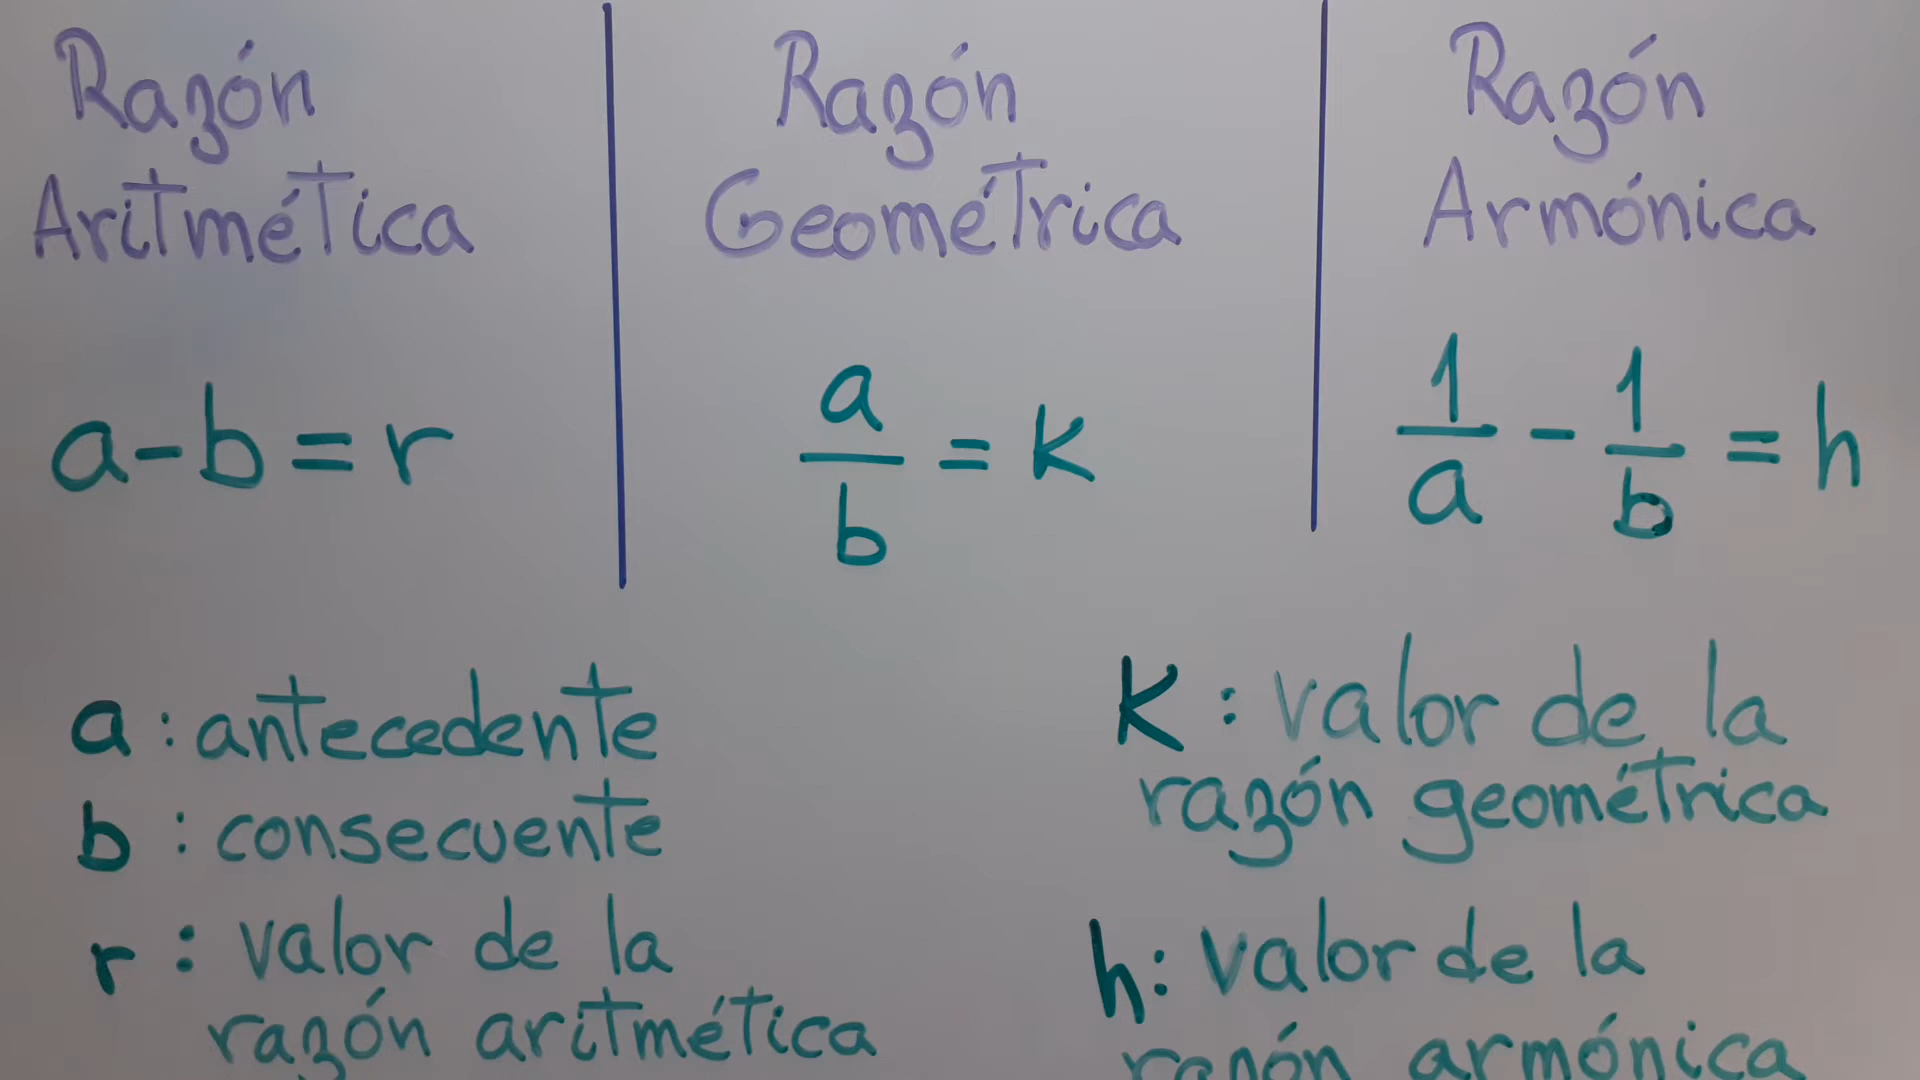 Razón
Aritmética
a - b = r
Razón
Geométrica
a/b = K
Razón
Armónica
1/a - 1/b = h
a : antecedente
b : consecuente
r : valor de la
razón aritmética
K : valor de la
razón geométrica
h : valor de la
razón armónica